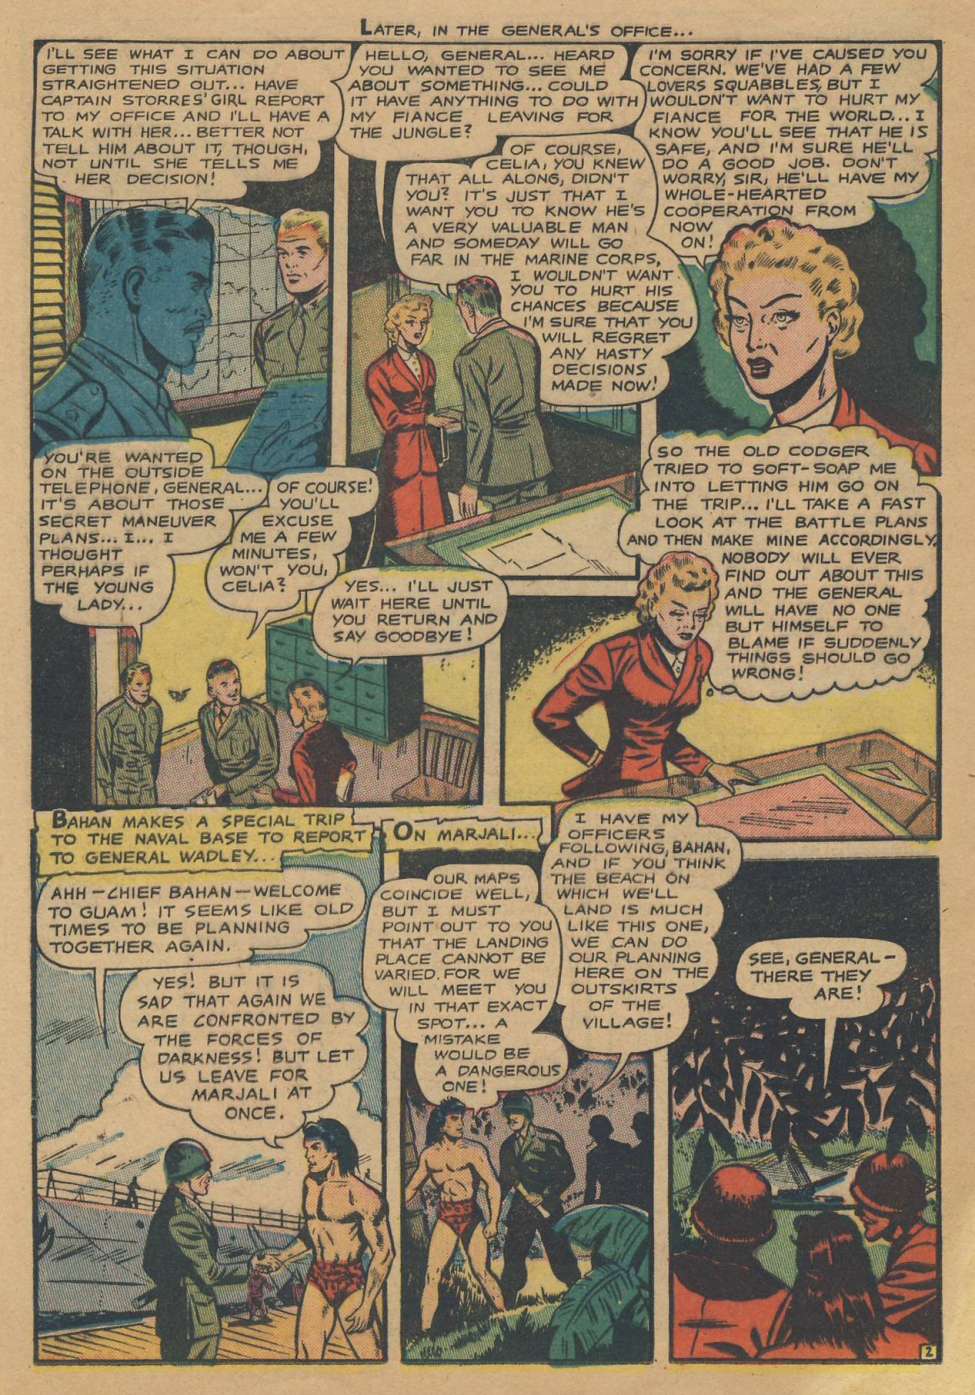 LATER, IN THE GENERAL'S OFFICE...
I'LL SEE WHAT I CAN DO ABOUT
GETTING THIS SITUATION
STRAIGHTENED OUT... HAVE
CAPTAIN STORRES' GIRL REPORT
TO MY OFFICE AND I'LL HAVE A
TALK WITH HER... BETTER NOT
TELL HIM ABOUT IT, THOUGH,
NOT UNTIL SHE TELLS ME
HER DECISION!
HELLO, GENERAL... HEARD
YOU WANTED TO SEE ME
ABOUT SOMETHING... COULD
IT HAVE ANYTHING TO DO WITH
MY FIANCE LEAVING FOR
THE JUNGLE?
OF COURSE,
CELIA, YOU KNEW
THAT ALL ALONG, DIDN'T
YOU? IT'S JUST THAT I
WANT YOU TO KNOW HE'S
A VERY VALUABLE MAN
AND SOMEDAY WILL GO
FAR IN THE MARINE CORPS,
I WOULDN'T WANT
YOU TO HURT HIS
CHANCES BECAUSE
I'M SURE THAT YOU
WILL REGRET
ANY HASTY
DECISIONS
MADE NOW!
I'M SORRY IF I'VE CAUSED YOU
CONCERN. WE'VE HAD A FEW
LOVERS SQUABBLES, BUT I
WOULDN'T WANT TO HURT MY
FIANCE FOR THE WORLD... I
KNOW YOU'LL SEE THAT HE IS
SAFE, AND I'M SURE HE'LL
DO A GOOD JOB. DON'T
WORRY, SIR, HE'LL HAVE MY
WHOLE-HEARTED
COOPERATION FROM
NOW
ON!
YOU'RE WANTED
ON THE OUTSIDE
TELEPHONE, GENERAL...
IT'S ABOUT THOSE
SECRET MANEUVER
PLANS... I... I
THOUGHT
PERHAPS IF
THE YOUNG
LADY...
OF COURSE!
YOU'LL
EXCUSE
ME A FEW
MINUTES,
WON'T YOU,
CELIA?
YES... I'LL JUST
WAIT HERE UNTIL
YOU RETURN AND
SAY GOODBYE!
SO THE OLD CODGER
TRIED TO SOFT-SOAP ME
INTO LETTING HIM GO ON
THE TRIP... I'LL TAKE A FAST
LOOK AT THE BATTLE PLANS
AND THEN MAKE MINE ACCORDINGLY.
NOBODY WILL EVER
FIND OUT ABOUT THIS
AND THE GENERAL
WILL HAVE NO ONE
BUT HIMSELF TO
BLAME IF SUDDENLY
THINGS SHOULD GO
WRONG!
BAHAN MAKES A SPECIAL TRIP
TO THE NAVAL BASE TO REPORT
TO GENERAL WADLEY...
AHH—CHIEF BAHAN—WELCOME
TO GUAM! IT SEEMS LIKE OLD
TIMES TO BE PLANNING
TOGETHER AGAIN.
YES! BUT IT IS
SAD THAT AGAIN WE
ARE CONFRONTED BY
THE FORCES OF
DARKNESS! BUT LET
US LEAVE FOR
MARJALI AT
ONCE.
ON MARJALI...
OUR MAPS
COINCIDE WELL,
BUT I MUST
POINT OUT TO YOU
THAT THE LANDING
PLACE CANNOT BE
VARIED. FOR WE
WILL MEET YOU
IN THAT EXACT
SPOT... A
MISTAKE
WOULD BE
A DANGEROUS
ONE!
I HAVE MY
OFFICERS
FOLLOWING, BAHAN,
AND IF YOU THINK
THE BEACH ON
WHICH WE'LL
LAND IS MUCH
LIKE THIS ONE,
WE CAN DO
OUR PLANNING
HERE ON THE
OUTSKIRTS
OF THE
VILLAGE!
SEE, GENERAL—
THERE THEY
ARE!
2